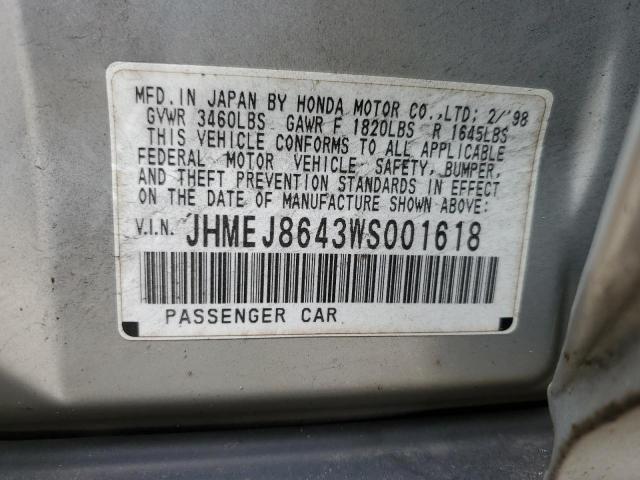 MFD. IN JAPAN BY HONDA MOTOR CO., LTD; 2/'98
GVWR 3460LBS GAWR F 1820LBS R 1645LBS
THIS VEHICLE CONFORMS TO ALL APPLICABLE
FEDERAL MOTOR VEHICLE SAFETY, BUMPER,
AND THEFT PREVENTION STANDARDS IN EFFECT
ON THE DATE OF MANUFACTURE SHOWN ABOVE:
V.I.N. JHMEJ8643WS001618
PASSENGER CAR